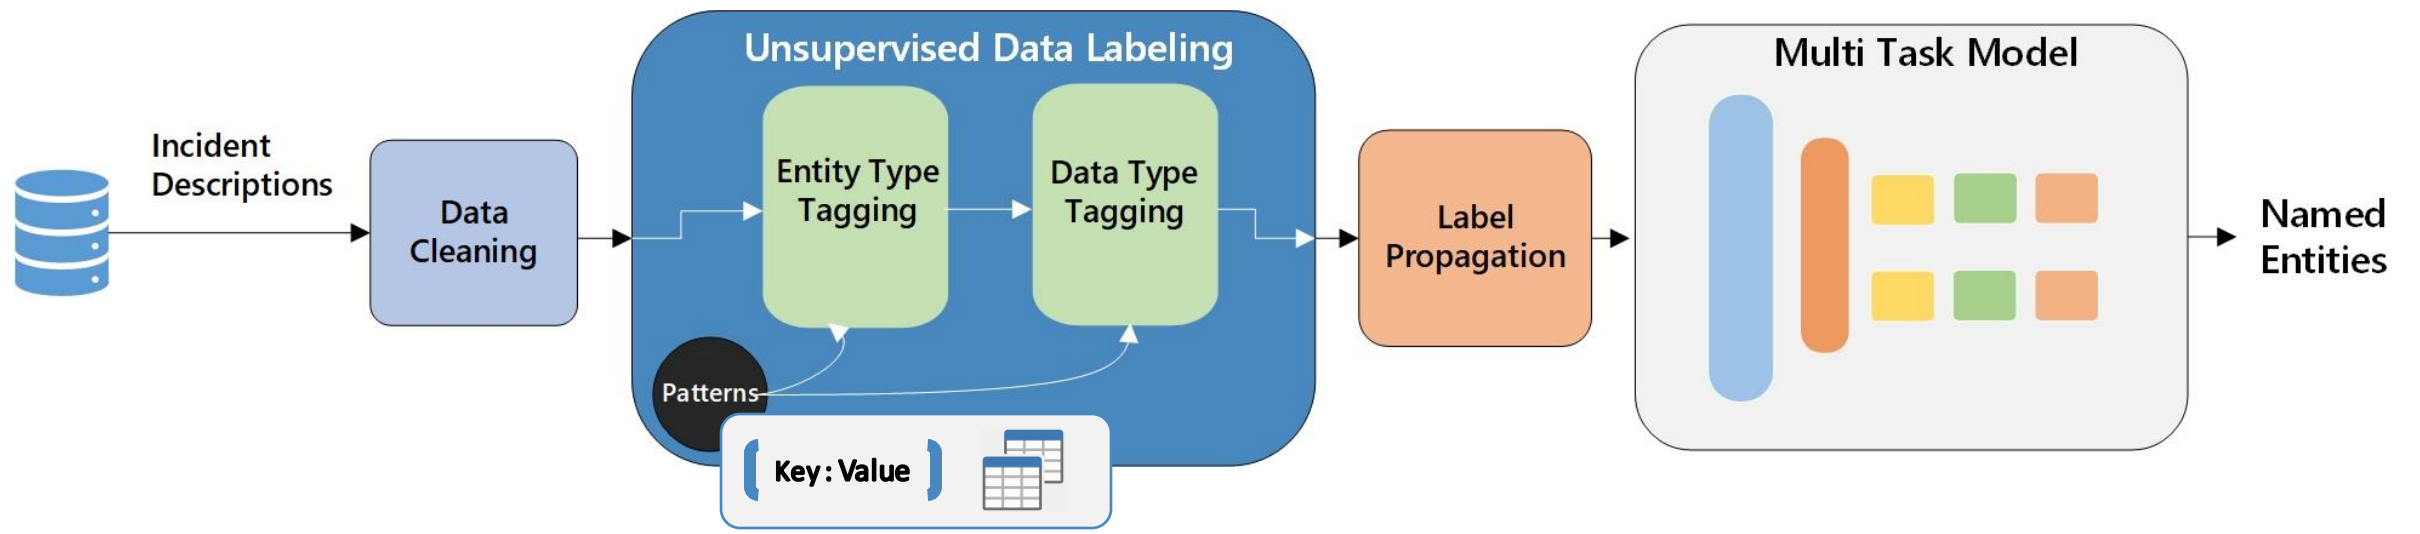 Incident
Descriptions
Data
Cleaning
Unsupervised Data Labeling
Entity Type
Tagging
Data Type
Tagging
Patterns
Key : Value
Label
Propagation
Multi Task Model
Named
Entities